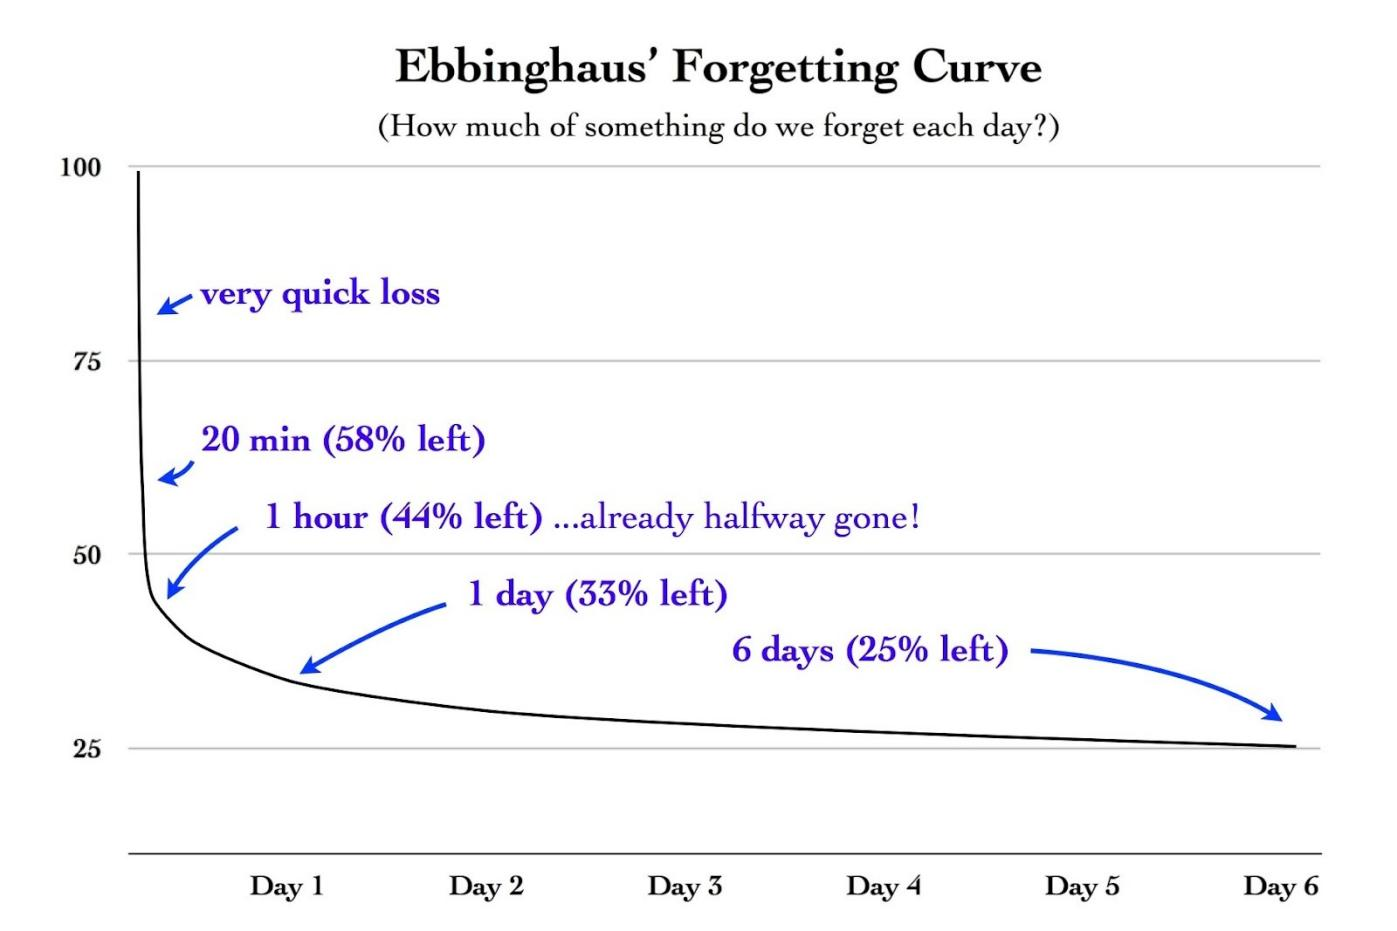 Ebbinghaus’ Forgetting Curve
(How much of something do we forget each day?)
100
very quick loss
75
20 min (58% left)
1 hour (44% left) ...already halfway gone!
50
1 day (33% left)
6 days (25% left)
25
Day 1 Day 2 Day 3 Day 4 Day 5 Day 6